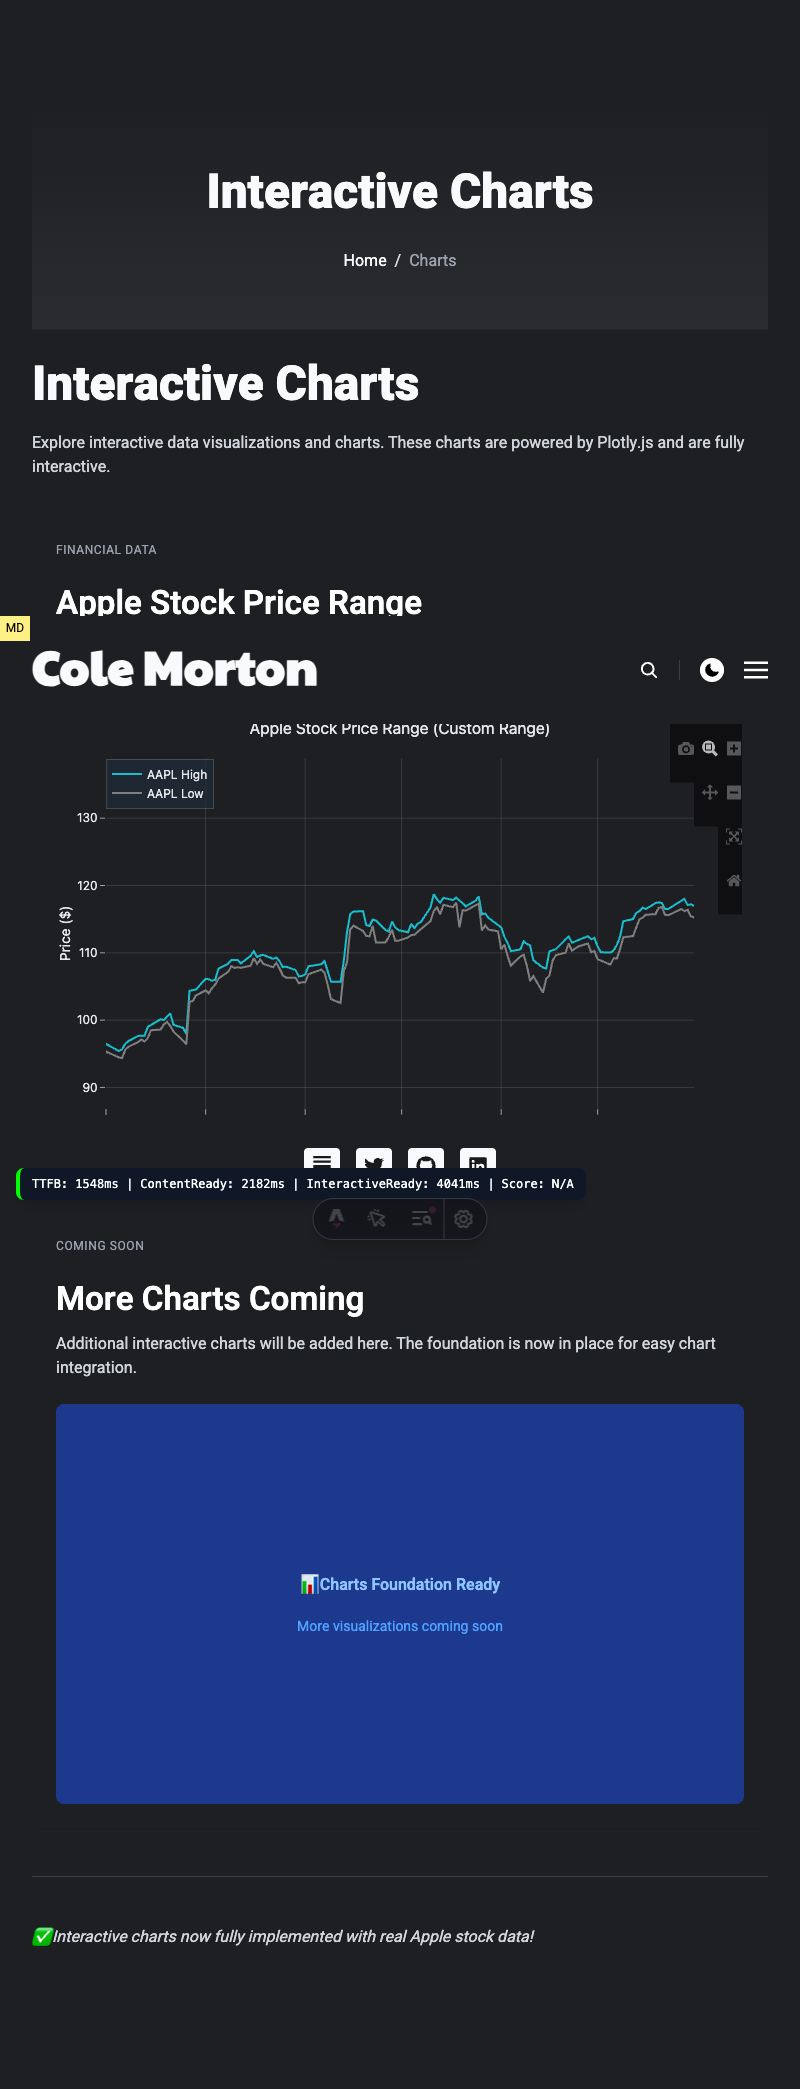 Interactive Charts
Home / Charts
Interactive Charts
Explore interactive data visualizations and charts. These charts are powered by Plotly.js and are fully
interactive.
FINANCIAL DATA
Apple Stock Price Range
MD
Cole Morton
Apple Stock Price Range (Custom Range)
AAPL High
AAPL Low
130
120
110
100
90
Price ($)
TTFB: 1548ms | ContentReady: 2182ms | InteractiveReady: 4041ms | Score: N/A
COMING SOON
More Charts Coming
Additional interactive charts will be added here. The foundation is now in place for easy chart
integration.
📊Charts Foundation Ready
More visualizations coming soon
✅Interactive charts now fully implemented with real Apple stock data!